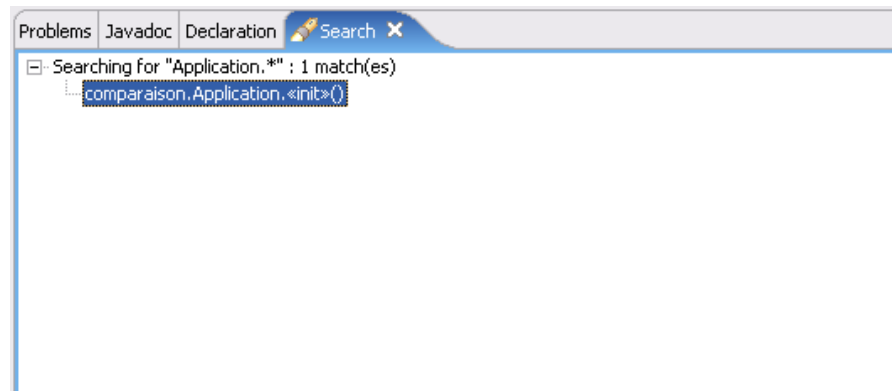 Problems Javadoc Declaration Search
Searching for "Application.*" : 1 match(es)
comparaison.Application.«init»()